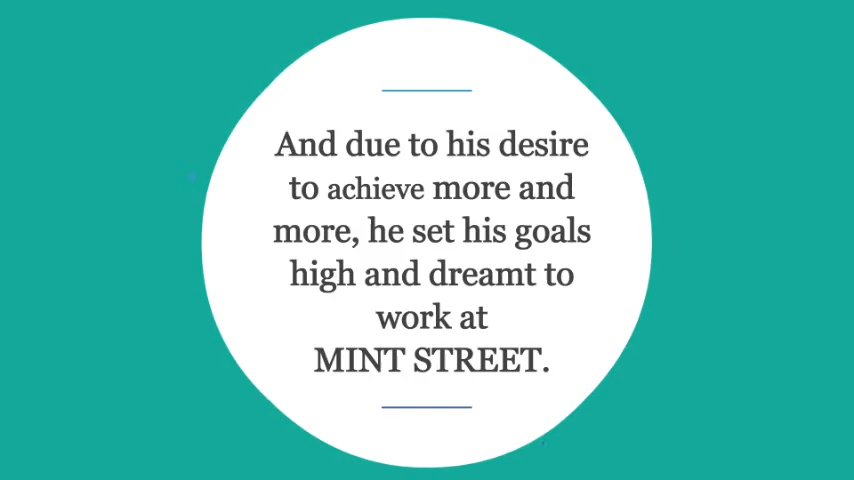 And due to his desire
to achieve more and
more, he set his goals
high and dreamt to
work at
MINT STREET.